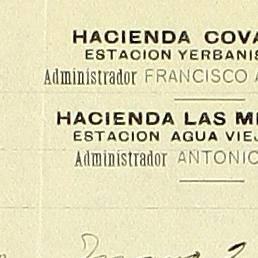 HACIENDA COVA
ESTACION YERBANIS
Administrador FRANCISCO A
HACIENDA LAS M
ESTACION AGUA VIEJ
Administrador ANTONIO